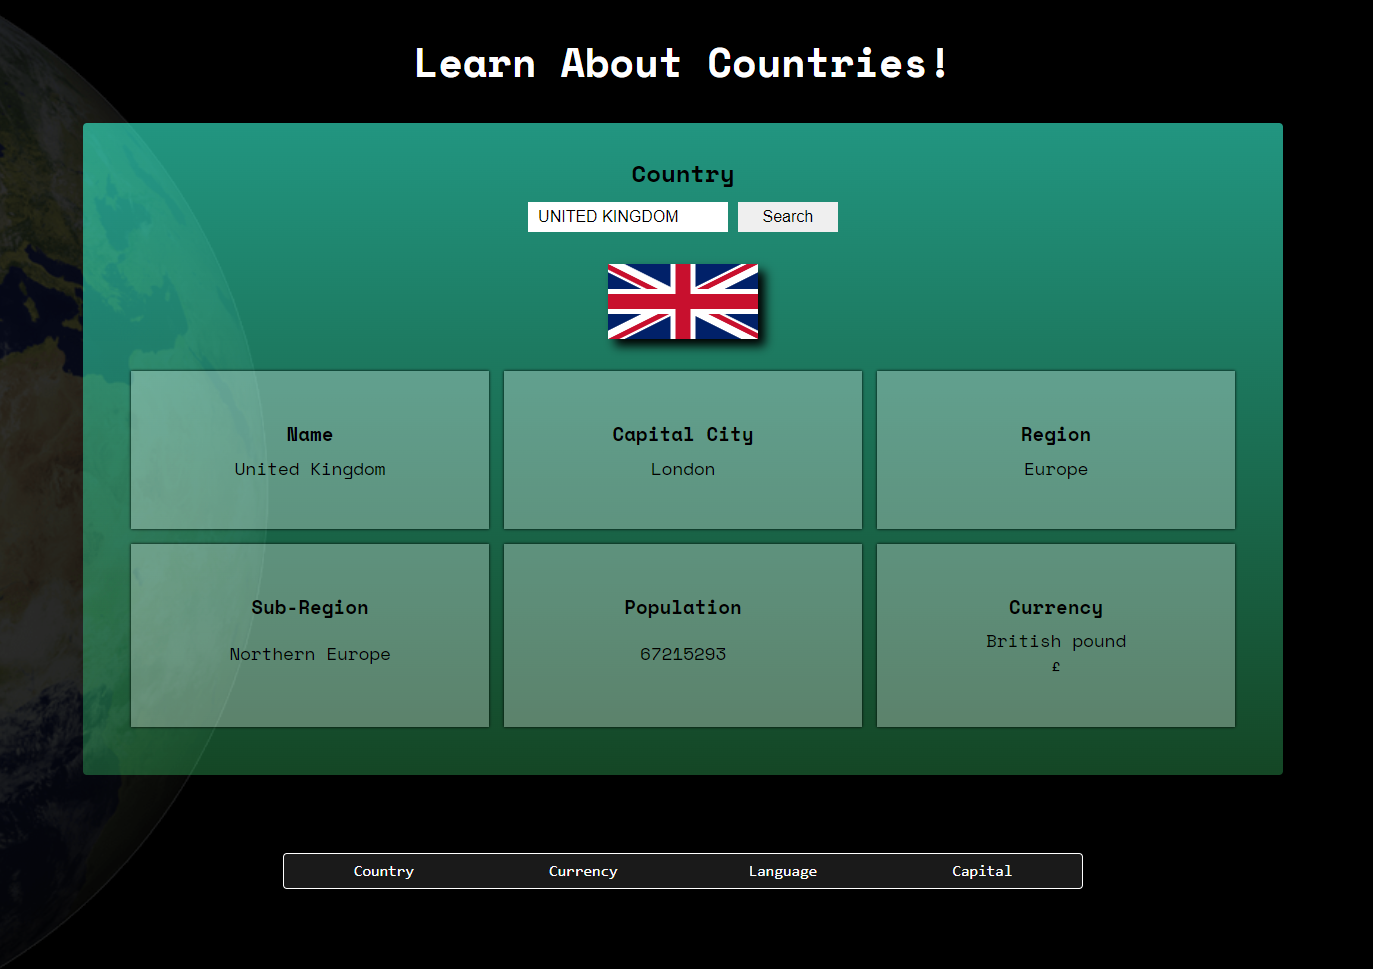 Learn About Countries!
Country
UNITED KINGDOM Search
Name
United Kingdom
Capital City
London
Region
Europe
Sub-Region
Northern Europe
Population
67215293
Currency
British pound
£
Country Currency Language Capital